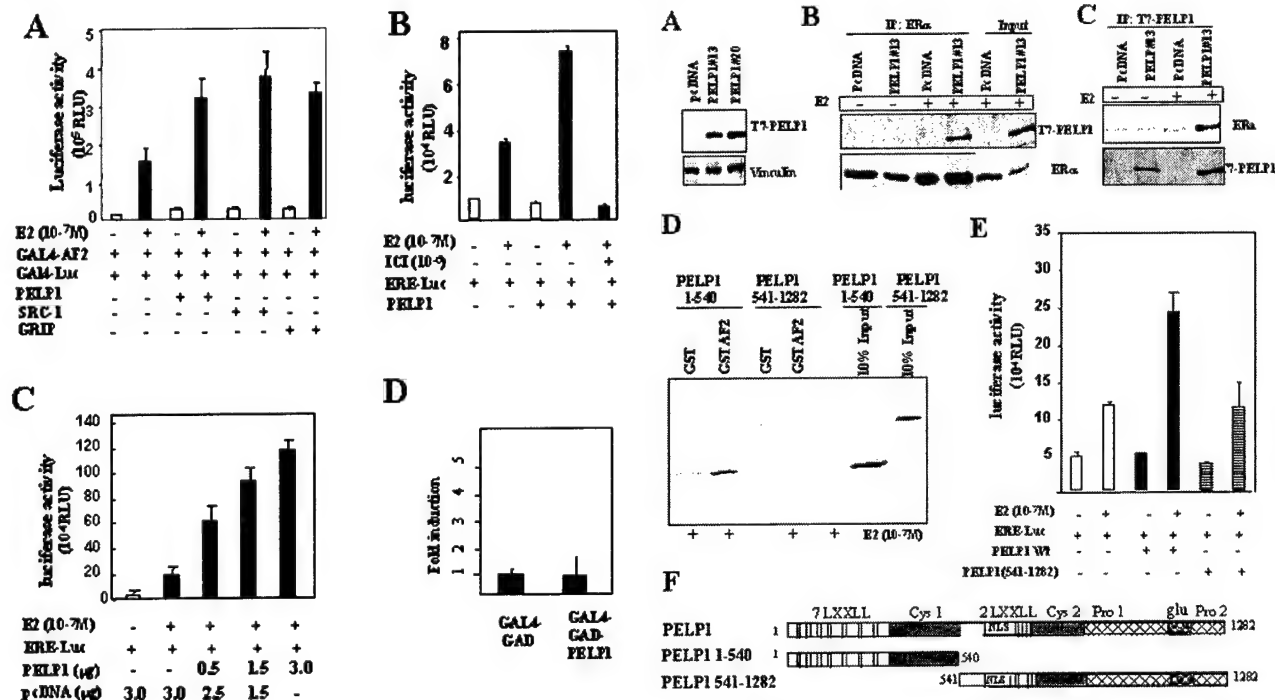 A
Luciferase activity
(10⁵ RLU)
5
4
3
2
1
0
E2 (10-7M) - + - + - + - +
GAL4-AF2 + + + + + + + +
GAl4-Luc + + + + + + + +
PELP1 - - + + - - - -
SRC-1 - - - - + + - -
GRIP - - - - - - + +
B
luciferase activity
(10⁴ RLU)
8
6
4
2
E2 (10-7M) - + - + +
ICI (10-⁶) - - - - +
ERE-Luc + + + + +
PELP1 - - + + +
C
luciferase activity
(10⁴RLU)
140
120
100
80
60
40
20
0
E2 (10-7M) - + + + +
ERE-Luc + + + + +
PELP1 (µg) - - 0.5 1.5 3.0
pcDNA (µg) 3.0 3.0 2.5 1.5 -
D
Fold induction
5
4
3
2
1
GAL4-
GAD
GAL4-
GAD-
PELP1
A
pcDNA
PELP1#13
PELP1#20
T7-PELP1
Vinculin
B
IP: ERα
Input
PcDNA
PELP1#13
PcDNA
PELP1#13
PcDNA
PELP1#13
E2 - - + + + +
T7-PELP1
ERα
C
IP: T7-PELP1
PcDNA
PELP#13
PcDNA
PELP1#13
E2 - - + +
ERα
T7-PELP1
D
PELP1
1-540
PELP1
541-1282
PELP1
1-540
PELP1
541-1282
GST
GST AF2
GST
GST AF2
10% Input
10% Input
+ + + + E2 (10-7M)
E
luciferase activity
(10⁴RLU)
35
30
25
20
15
10
5
E2 (10-7M) - + - + - +
ERE-Luc + + + + + +
PELP1 Wt - - + + - -
PELP1(541-1282) - - - - + +
F
7 LXXLL Cys 1 2 LXXLL Cys 2 Pro 1 glu Pro 2
PELP1 1 NLS 1282
PELP1 1-540 1 540
PELP1 541-1282 541 NLS 1282